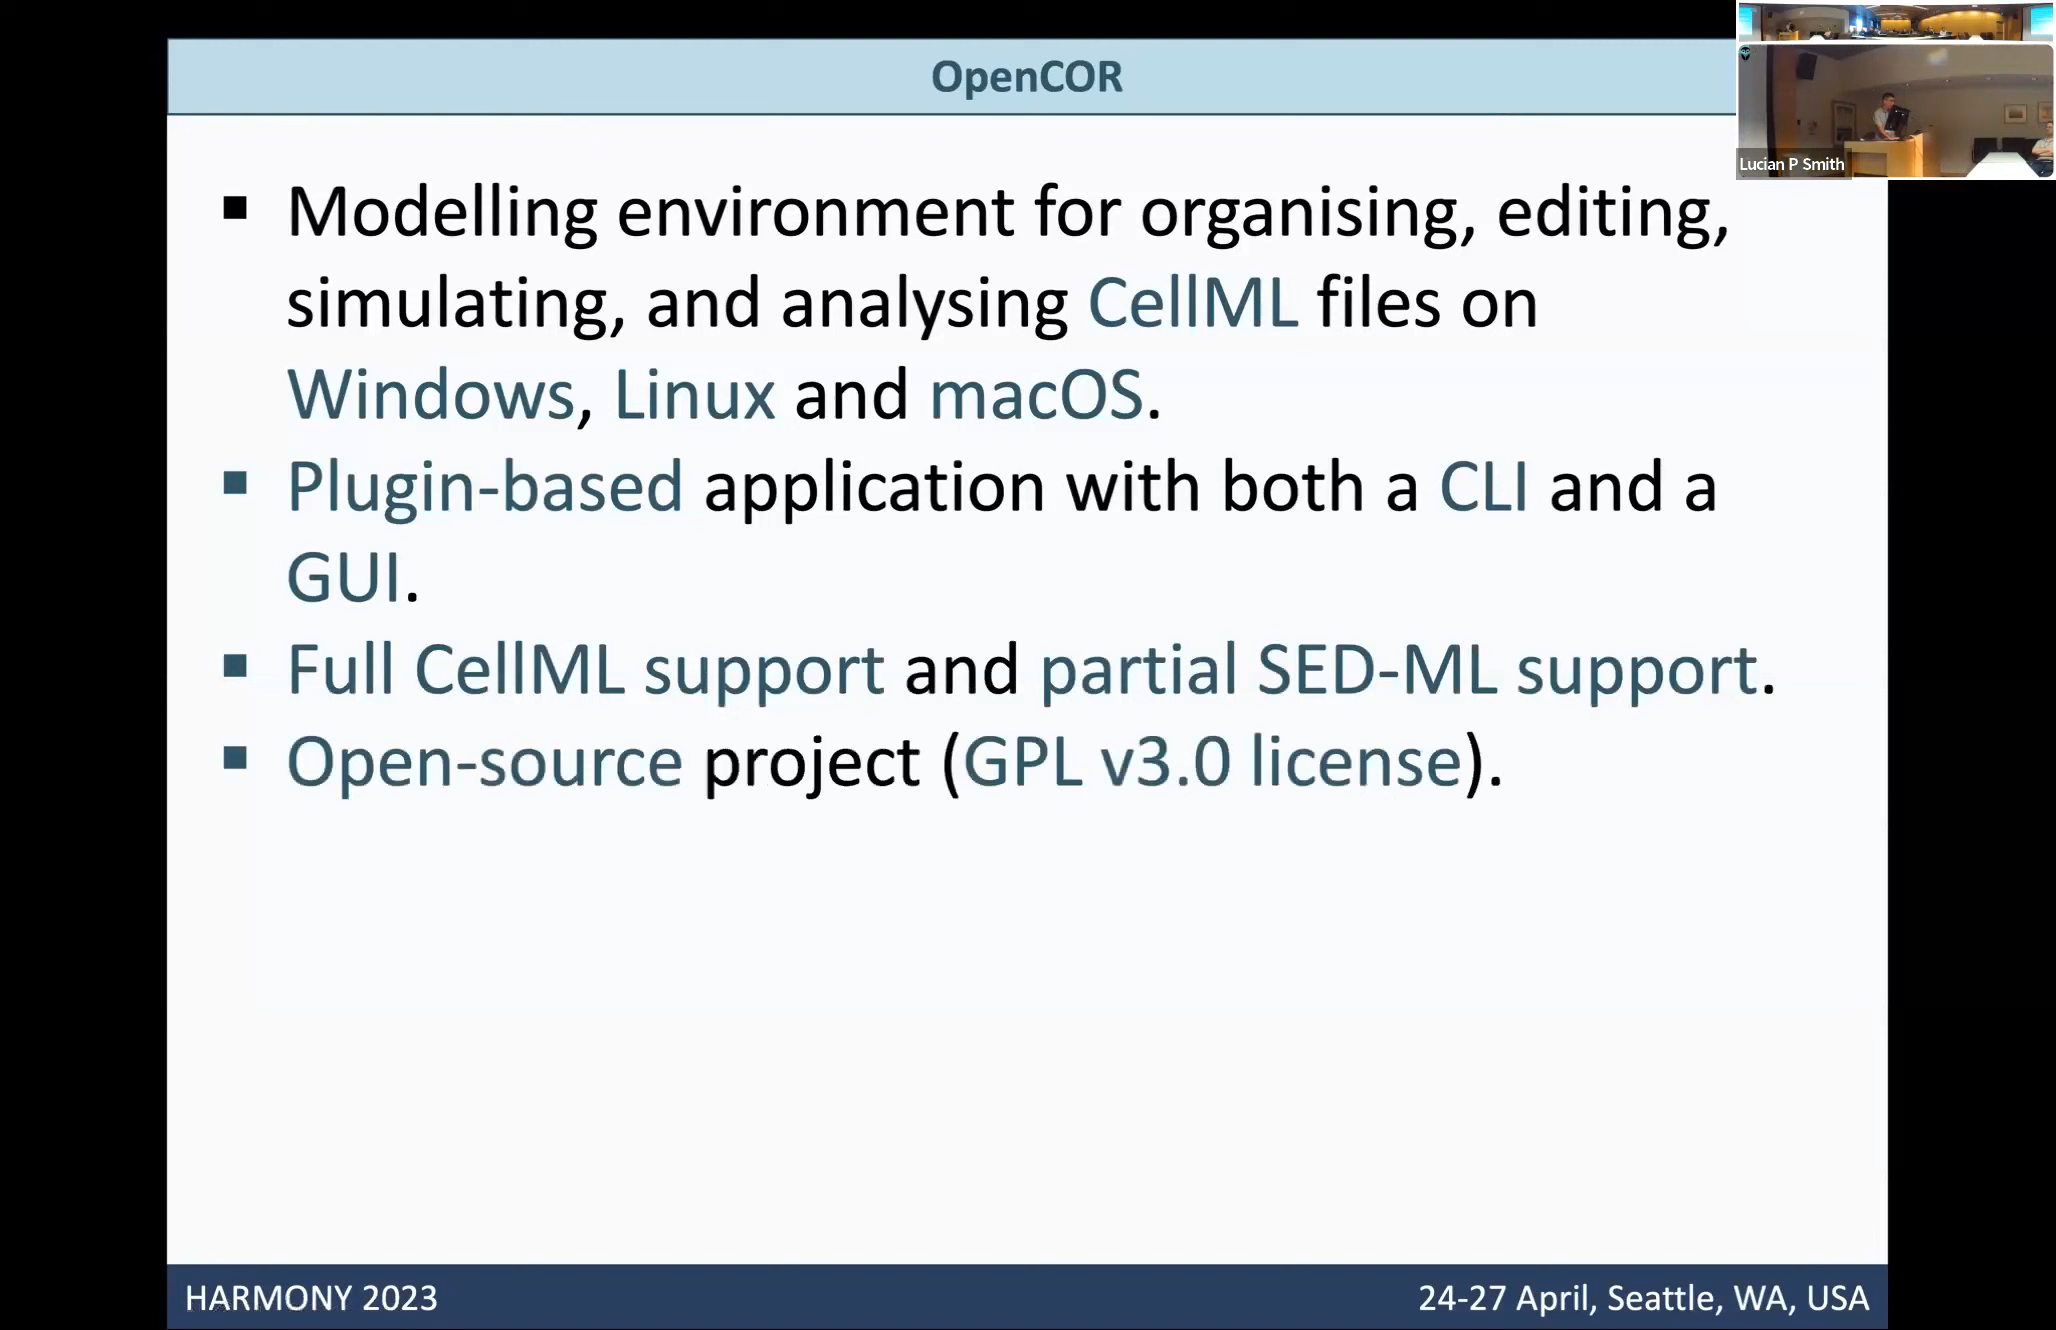 OpenCOR
Lucian P Smith
▪ Modelling environment for organising, editing,
simulating, and analysing CellML files on
Windows, Linux and macOS.
▪ Plugin-based application with both a CLI and a
GUI.
▪ Full CellML support and partial SED-ML support.
▪ Open-source project (GPL v3.0 license).
HARMONY 2023
24-27 April, Seattle, WA, USA